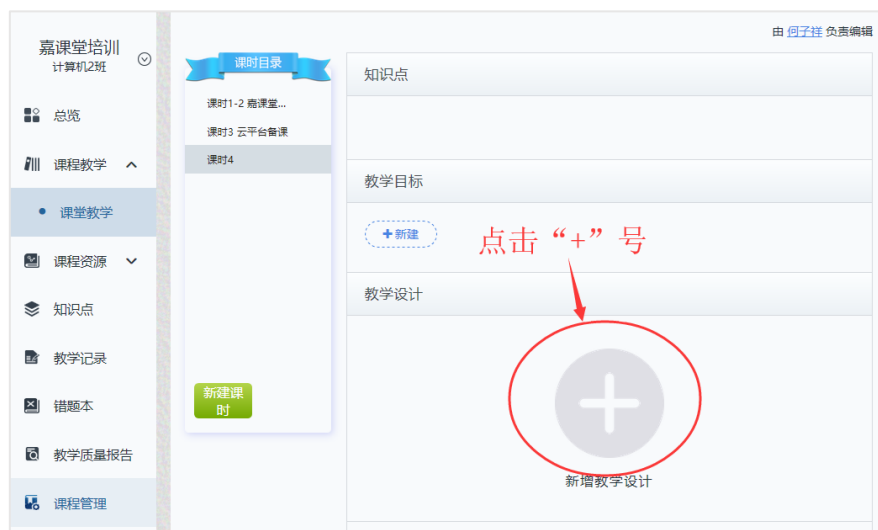 由 何子祥 负责编辑
嘉课堂培训
计算机2班
总览
课程教学
课堂教学
课程资源
知识点
教学记录
错题本
教学质量报告
课程管理
课时目录
课时1-2 嘉课堂...
课时3 云平台备课
课时4
新建课
时
知识点
教学目标
+新建
点击“+”号
教学设计
新增教学设计